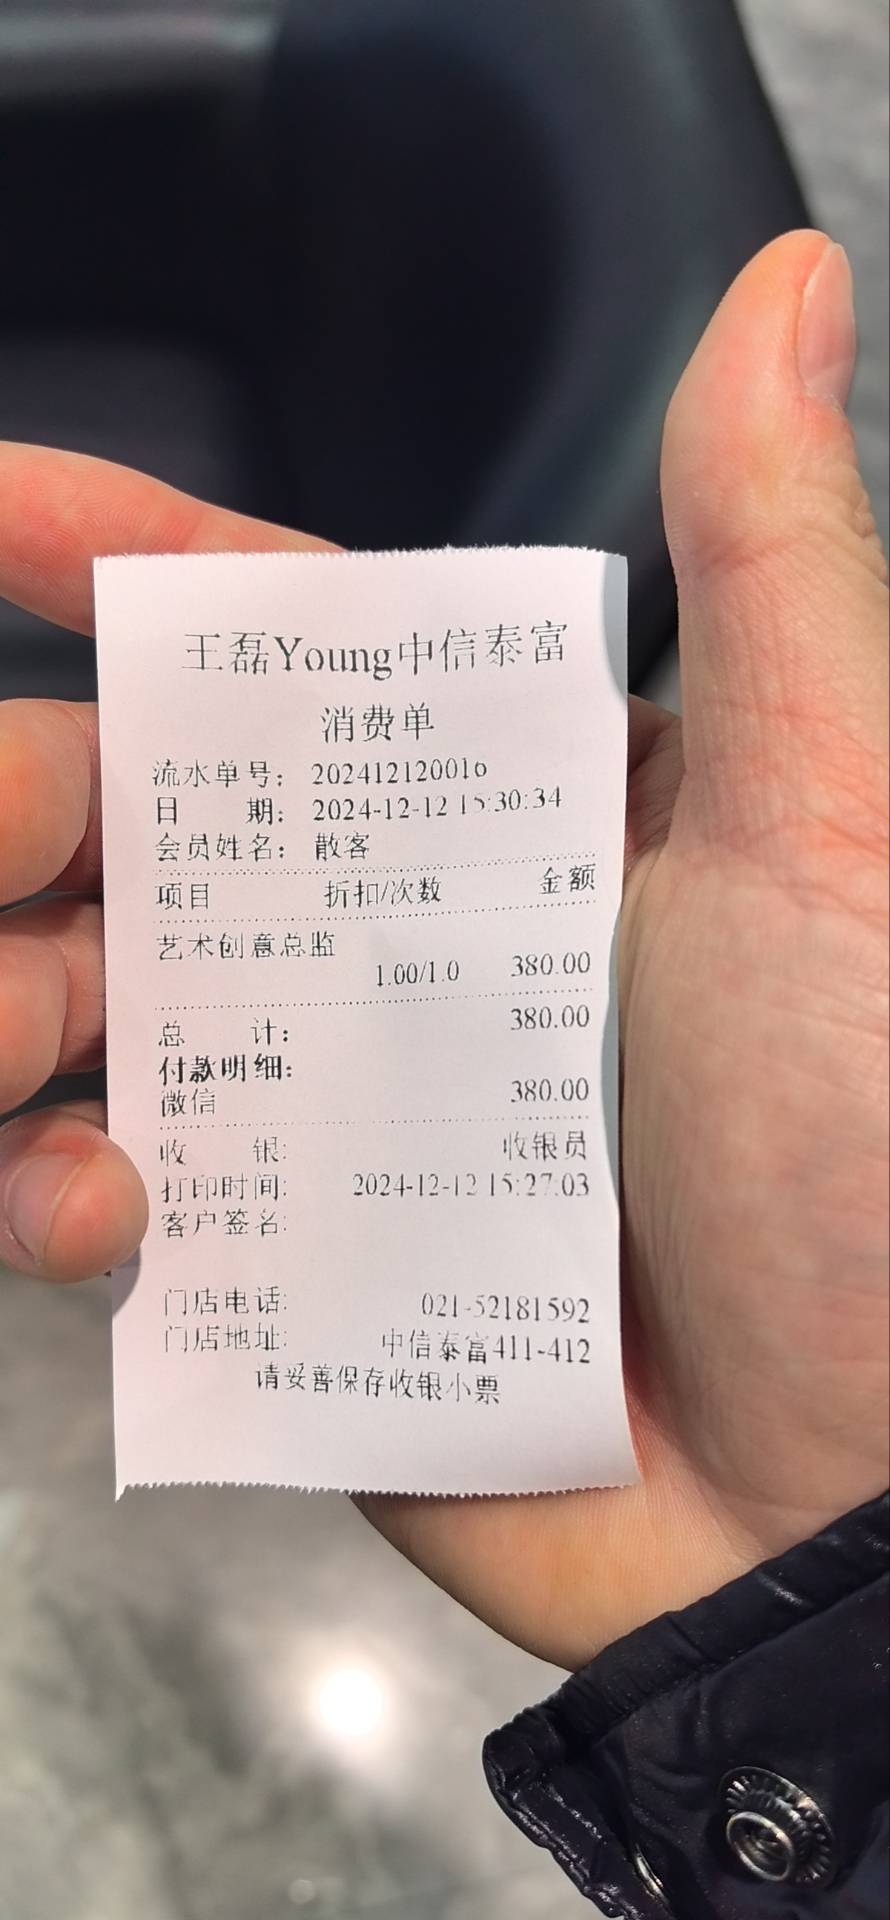 王磊Young中信泰富
消费单
流水单号： 202412120016
日 期： 2024-12-12 15:30:34
会员姓名： 散客
项目 折扣/次数 金额
艺术创意总监
1.00/1.0 380.00
总 计： 380.00
付款明细：
微信 380.00
收 银: 收银员
打印时间: 2024-12-12 15:27:03
客户签名:
门店电话: 021-52181592
门店地址: 中信泰富411-412
请妥善保存收银小票